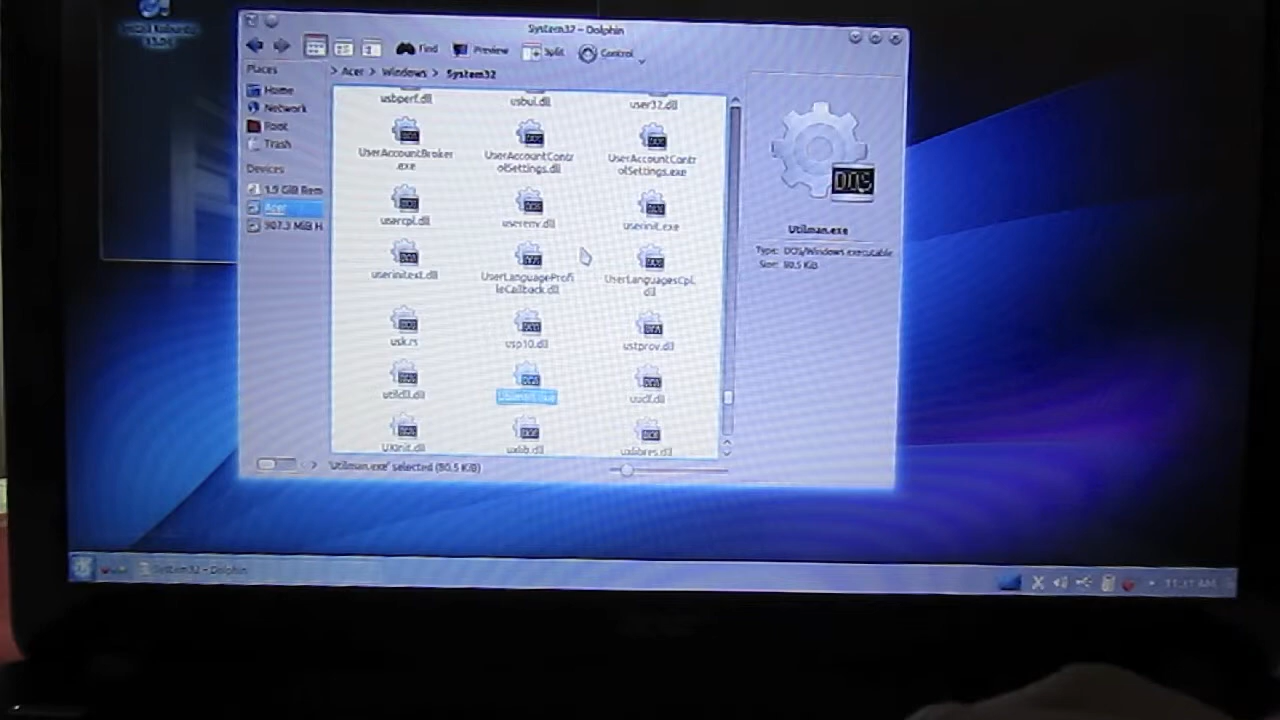 System32 – Dolphin
Find
Preview
Split
Control
Places
> Acer > Windows > System32
Home
Network
Root
Trash
Devices
1.9 GiB Rem
Acer
907.3 MiB H
usbperf.dll
usbui.dll
user32.dll
UserAccountBroker.exe
UserAccountControlSettings.dll
UserAccountControlSettings.exe
usercpl.dll
userenv.dll
userinit.exe
userinitext.dll
UserLanguageProfileCallback.dll
UserLanguagesCpl.dll
usk.rs
usp10.dll
ustprov.dll
utildll.dll
Utilman.exe
uudf.dll
UXInit.dll
uxlib.dll
uxlibres.dll
Utilman.exe
Type: DOS/Windows executable
Size: 80.5 KiB
'Utilman.exe' selected (80.5 KiB)
System32 – Dolphin